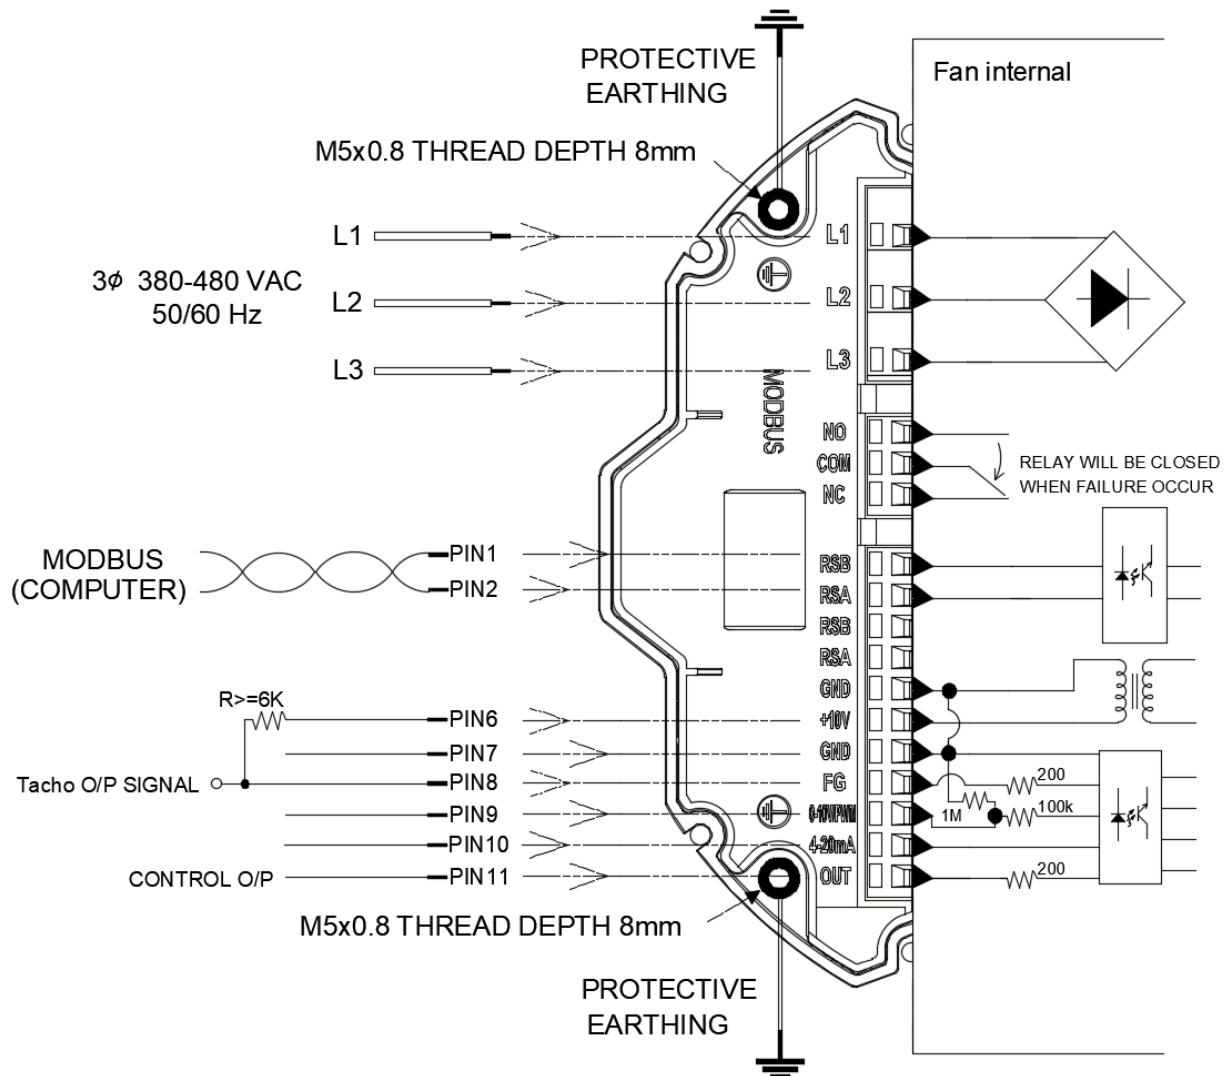 PROTECTIVE
EARTHING
Fan internal
M5x0.8 THREAD DEPTH 8mm
L1
L1
3φ 380-480 VAC
50/60 Hz
L2
L2
L3
L3
MODBUS
NO
COM
NC
RELAY WILL BE CLOSED
WHEN FAILURE OCCUR
MODBUS
(COMPUTER)
PIN1
PIN2
RSB
RSA
RSB
RSA
GND
+10V
GND
FG
0-10V/PWM
4-20mA
OUT
R>=6K
PIN6
PIN7
Tacho O/P SIGNAL
PIN8
PIN9
PIN10
CONTROL O/P
PIN11
200
1M
100k
200
M5x0.8 THREAD DEPTH 8mm
PROTECTIVE
EARTHING